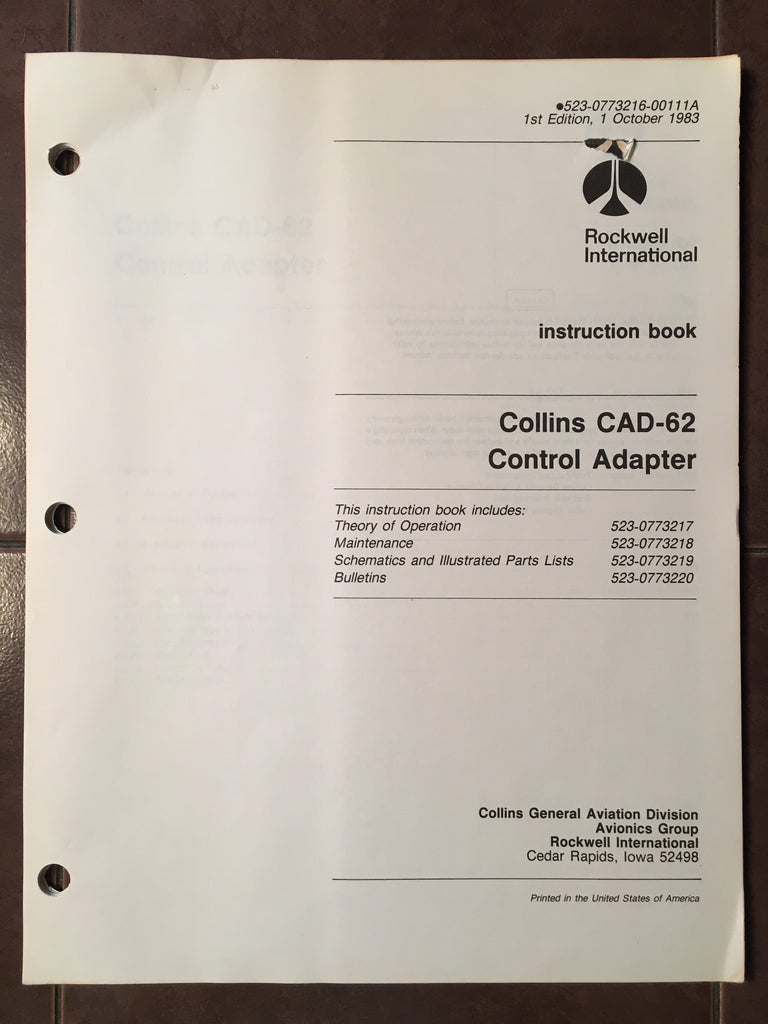 ●523-0773216-00111A
1st Edition, 1 October 1983
Rockwell
International
instruction book
Collins CAD-62
Control Adapter
This instruction book includes:
Theory of Operation 523-0773217
Maintenance 523-0773218
Schematics and Illustrated Parts Lists 523-0773219
Bulletins 523-0773220
Collins General Aviation Division
Avionics Group
Rockwell International
Cedar Rapids, Iowa 52498
Printed in the United States of America